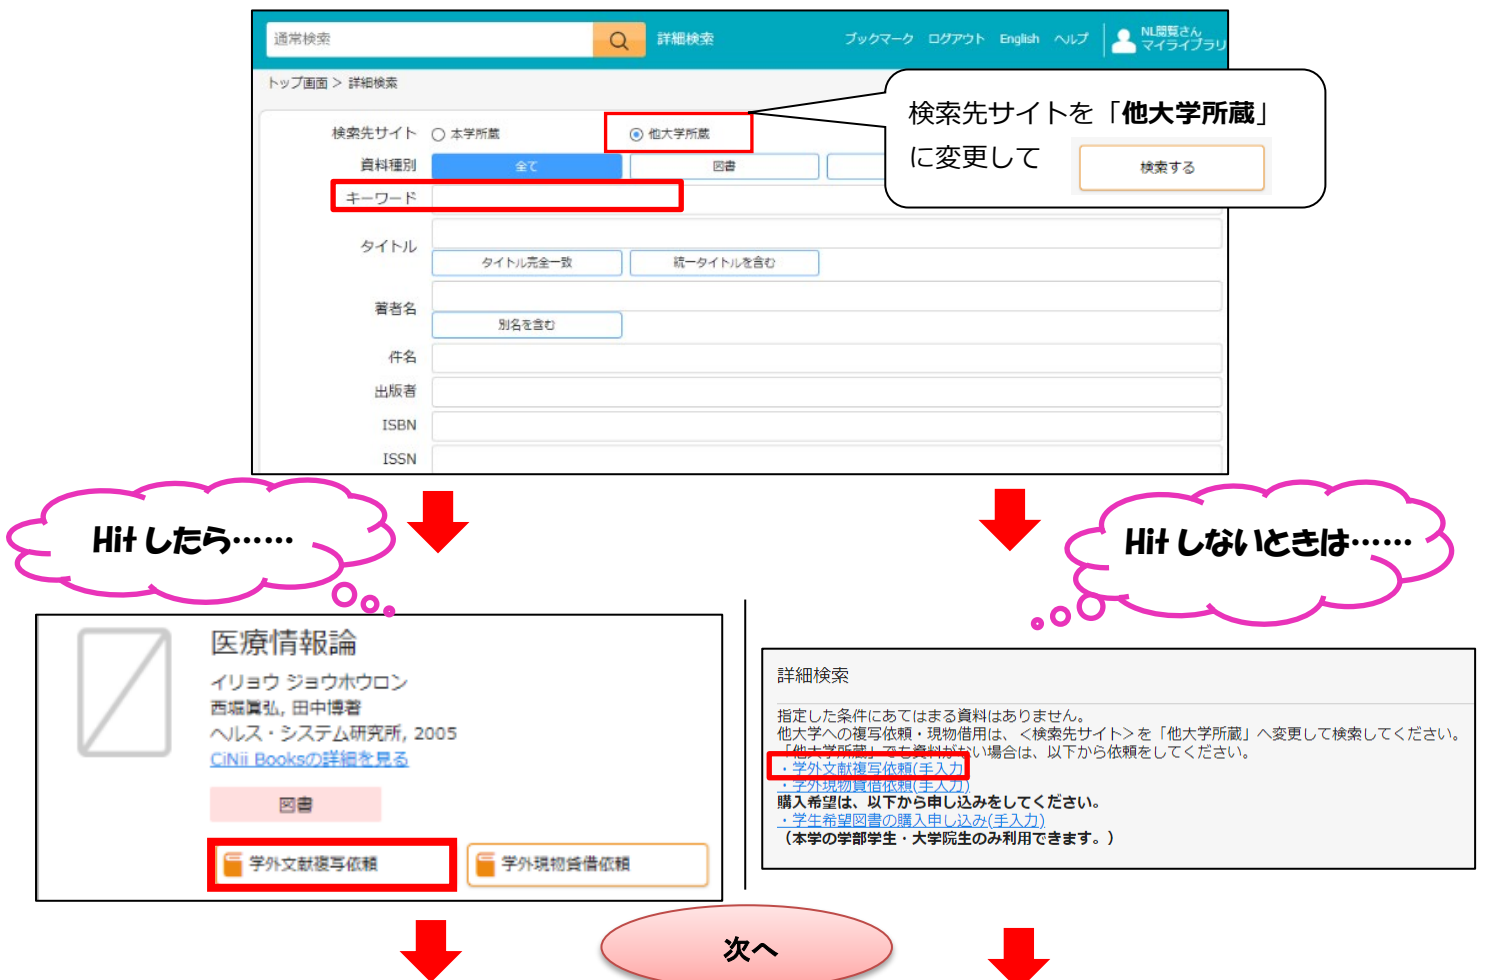 通常検索
詳細検索
ブックマーク ログアウト English ヘルプ
NL閲覧さん
マイライブラリ
トップ画面 > 詳細検索
検索先サイト 本学所蔵 他大学所蔵
検索先サイトを「他大学所蔵」
に変更して 検索する
資料種別 全て 図書
キーワード
タイトル
タイトル完全一致 統一タイトルを含む
著者名
別名を含む
件名
出版者
ISBN
ISSN
Hitしたら……
Hitしないときは……
医療情報論
イリョウ ジョウホウロン
西堀眞弘, 田中博著
ヘルス・システム研究所, 2005
CiNii Booksの詳細を見る
図書
学外文献複写依頼 学外現物貸借依頼
詳細検索
指定した条件にあてはまる資料はありません。
他大学への複写依頼・現物借用は、<検索先サイト>を「他大学所蔵」へ変更して検索してください。
「他大学所蔵」でも資料がない場合は、以下から依頼をしてください。
・学外文献複写依頼(手入力)
・学外現物貸借依頼(手入力)
購入希望は、以下から申し込みをしてください。
・学生希望図書の購入申し込み(手入力)
（本学の学部学生・大学院生のみ利用できます。）
次へ